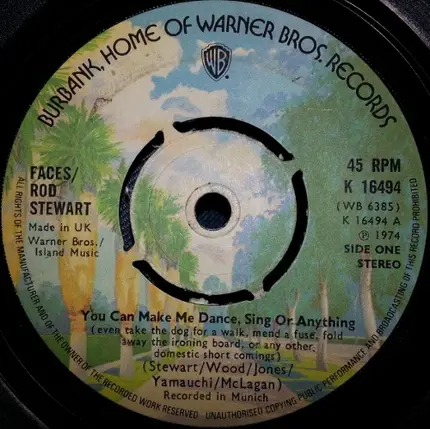 BURBANK, HOME OF WARNER BROS. RECORDS
WB
FACES/
ROD
STEWART
Made in UK
Warner Bros./
Island Music
45 RPM
K 16494
(WB 6385)
K 16494 A
℗ 1974
SIDE ONE
STEREO
You Can Make Me Dance, Sing Or Anything
(even take the dog for a walk, mend a fuse, fold
away the ironing board, or any other
domestic short comings)
(Stewart/Wood/Jones/
Yamauchi/McLagan)
Recorded in Munich
ALL RIGHTS OF THE MANUFACTURER AND OF THE OWNER OF THE RECORDED WORK RESERVED UNAUTHORISED COPYING PUBLIC PERFORMANCE AND BROADCASTING OF THIS RECORD PROHIBITED